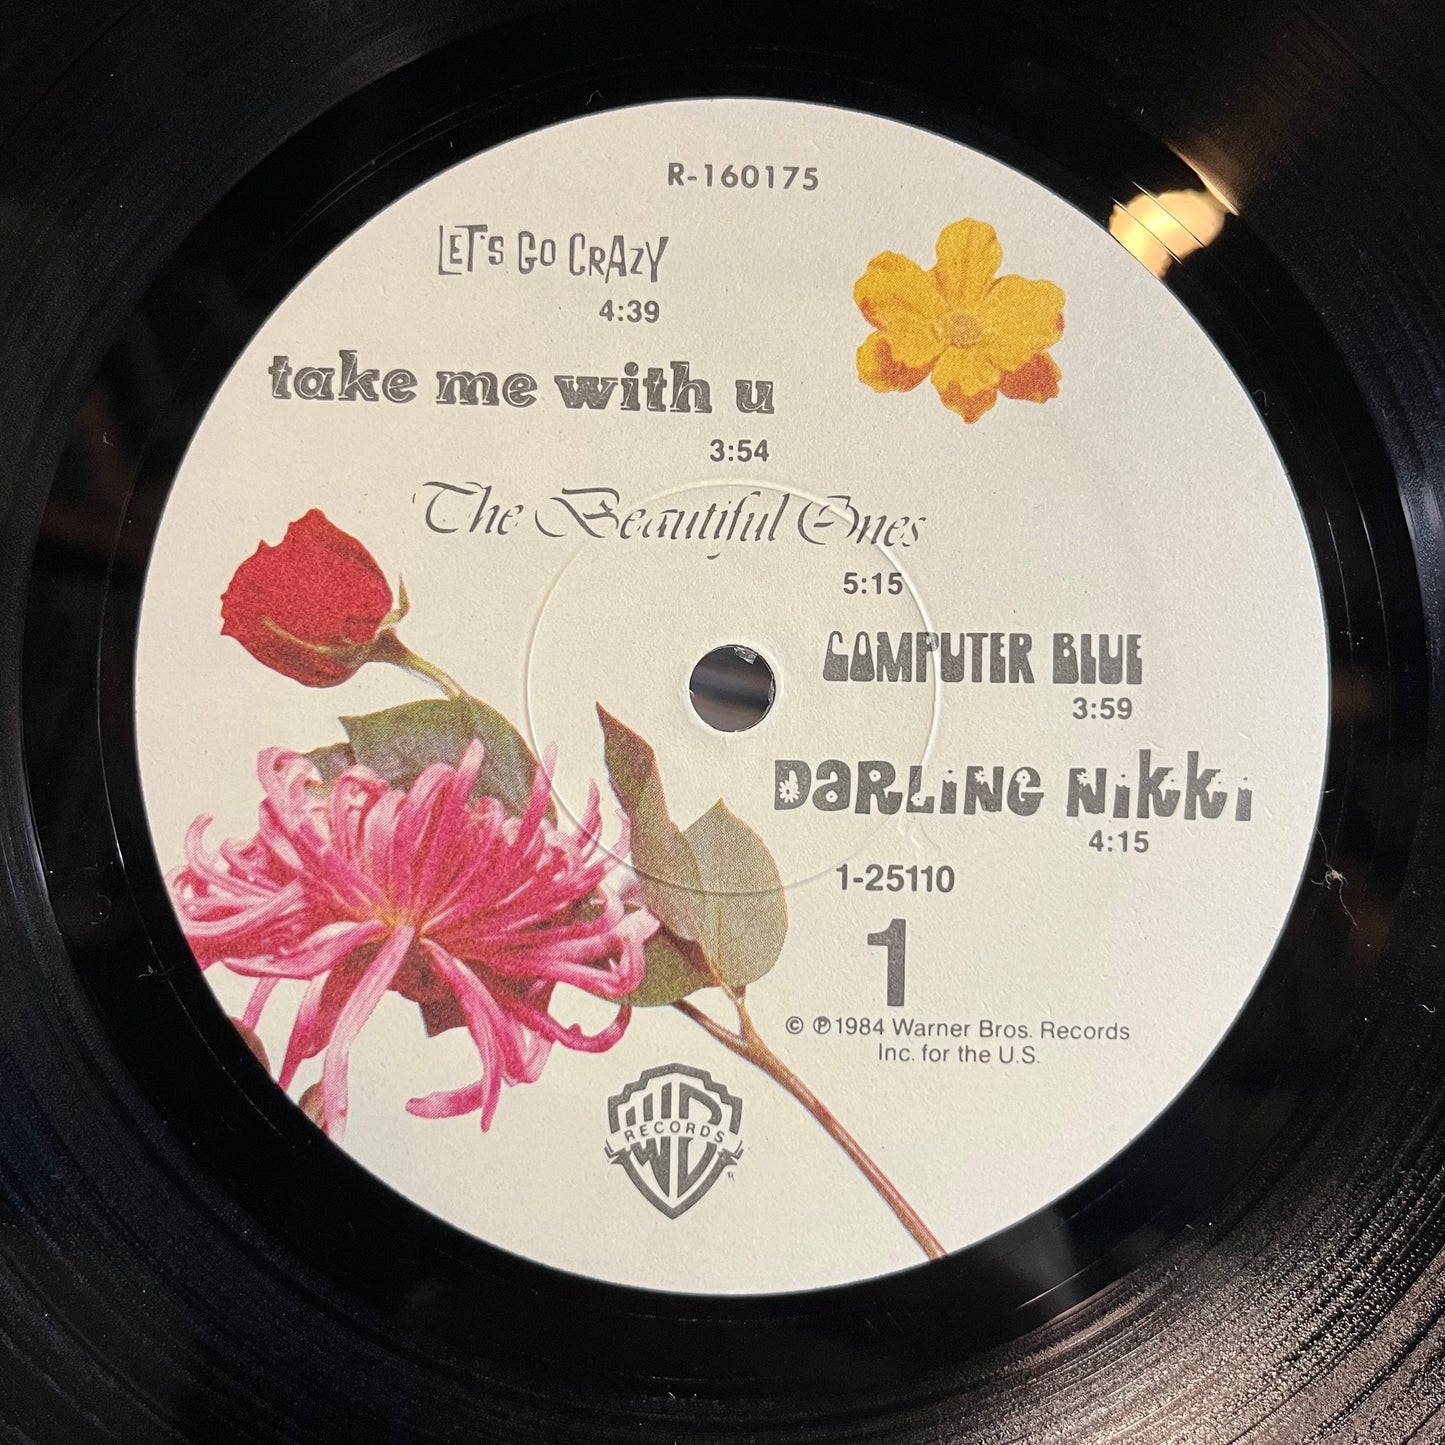 R-160175
LET'S GO CRAZY
4:39
take me with u
3:54
The Beautiful Ones
5:15
COMPUTER BLUE
3:59
DARLING NIKKI
4:15
1-25110
1
© ℗ 1984 Warner Bros. Records
Inc. for the U.S.
WB
RECORDS
®